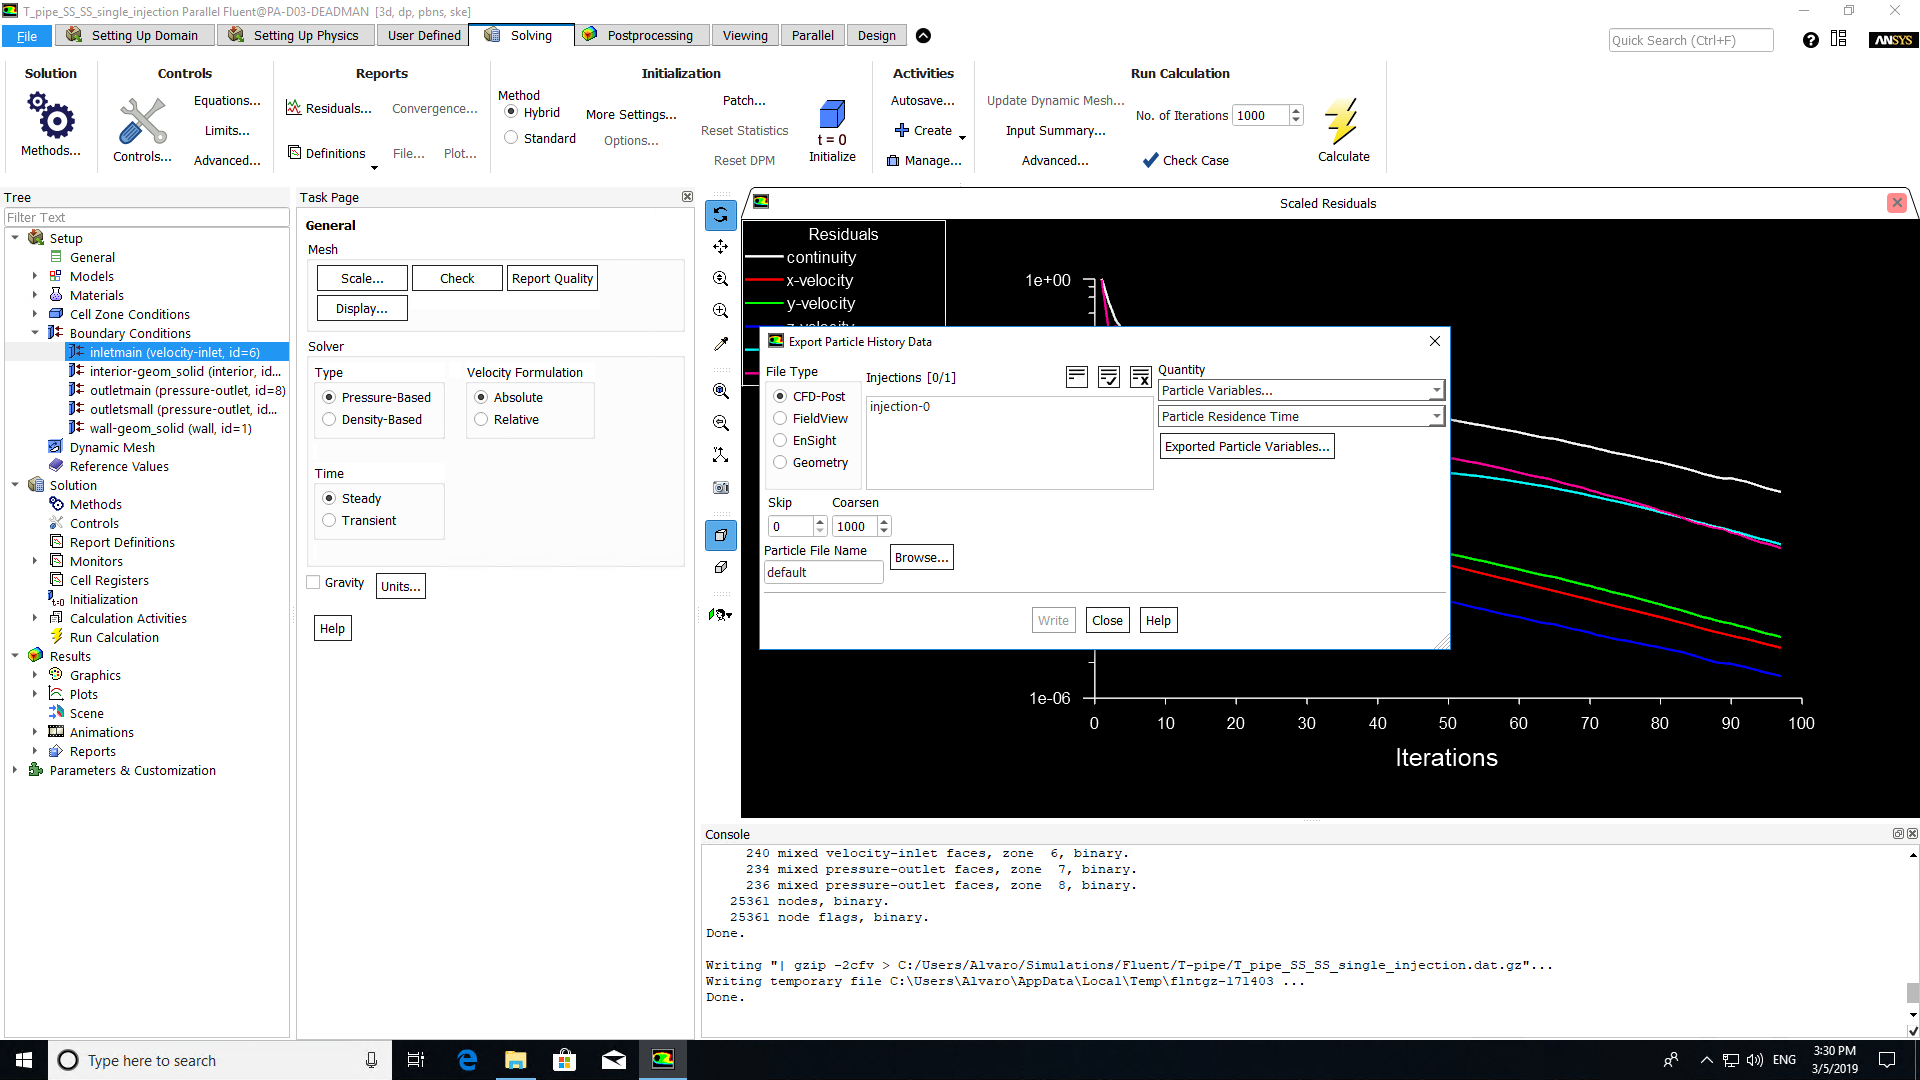 T_pipe_SS_SS_single_injection Parallel Fluent@PA-D03-DEADMAN [3d, dp, pbns, ske]
File
Setting Up Domain
Setting Up Physics
User Defined
Solving
Postprocessing
Viewing
Parallel
Design
Quick Search (Ctrl+F)
ANSYS
Solution
Methods...
Controls
Controls...
Equations...
Limits...
Advanced...
Reports
Residuals...
Convergence...
Definitions
File...
Plot...
Initialization
Method
Hybrid
Standard
More Settings...
Options...
Patch...
Reset Statistics
Reset DPM
t = 0
Initialize
Activities
Autosave...
Create
Manage...
Run Calculation
Update Dynamic Mesh...
Input Summary...
Advanced...
No. of Iterations 1000
Check Case
Calculate
Tree
Filter Text
Setup
General
Models
Materials
Cell Zone Conditions
Boundary Conditions
inletmain (velocity-inlet, id=6)
interior-geom_solid (interior, id...
outletmain (pressure-outlet, id=8)
outletsmall (pressure-outlet, id...
wall-geom_solid (wall, id=1)
Dynamic Mesh
Reference Values
Solution
Methods
Controls
Report Definitions
Monitors
Cell Registers
Initialization
Calculation Activities
Run Calculation
Results
Graphics
Plots
Scene
Animations
Reports
Parameters & Customization
Task Page
General
Mesh
Scale...
Check
Report Quality
Display...
Solver
Type
Pressure-Based
Density-Based
Velocity Formulation
Absolute
Relative
Time
Steady
Transient
Gravity
Units...
Help
Scaled Residuals
Residuals
continuity
x-velocity
y-velocity
z-velocity
1e+00
1e-06
0 10 20 30 40 50 60 70 80 90 100
Iterations
Export Particle History Data
File Type
CFD-Post
FieldView
EnSight
Geometry
Injections [0/1]
injection-0
Quantity
Particle Variables...
Particle Residence Time
Exported Particle Variables...
Skip
0
Coarsen
1000
Particle File Name
default
Browse...
Write
Close
Help
Console
240 mixed velocity-inlet faces, zone 6, binary.
234 mixed pressure-outlet faces, zone 7, binary.
236 mixed pressure-outlet faces, zone 8, binary.
25361 nodes, binary.
25361 node flags, binary.
Done.
Writing "| gzip -2cfv > C:/Users/Alvaro/Simulations/Fluent/T-pipe/T_pipe_SS_SS_single_injection.dat.gz"...
Writing temporary file C:\Users\Alvaro\AppData\Local\Temp\flntgz-171403 ...
Done.
Type here to search
ENG
3:30 PM
3/5/2019